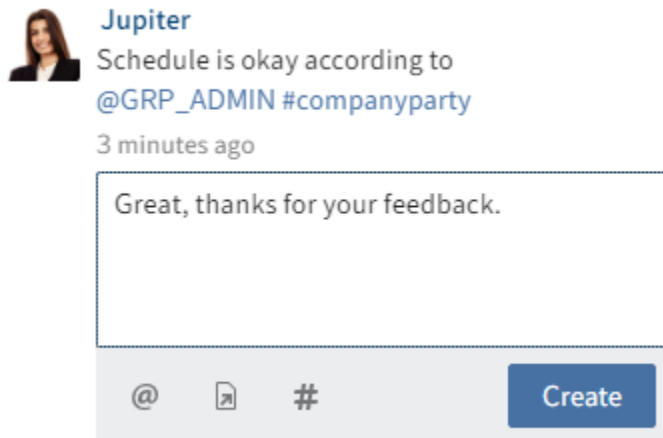 Jupiter
Schedule is okay according to
@GRP_ADMIN #companyparty
3 minutes ago
Great, thanks for your feedback.
@ #
Create